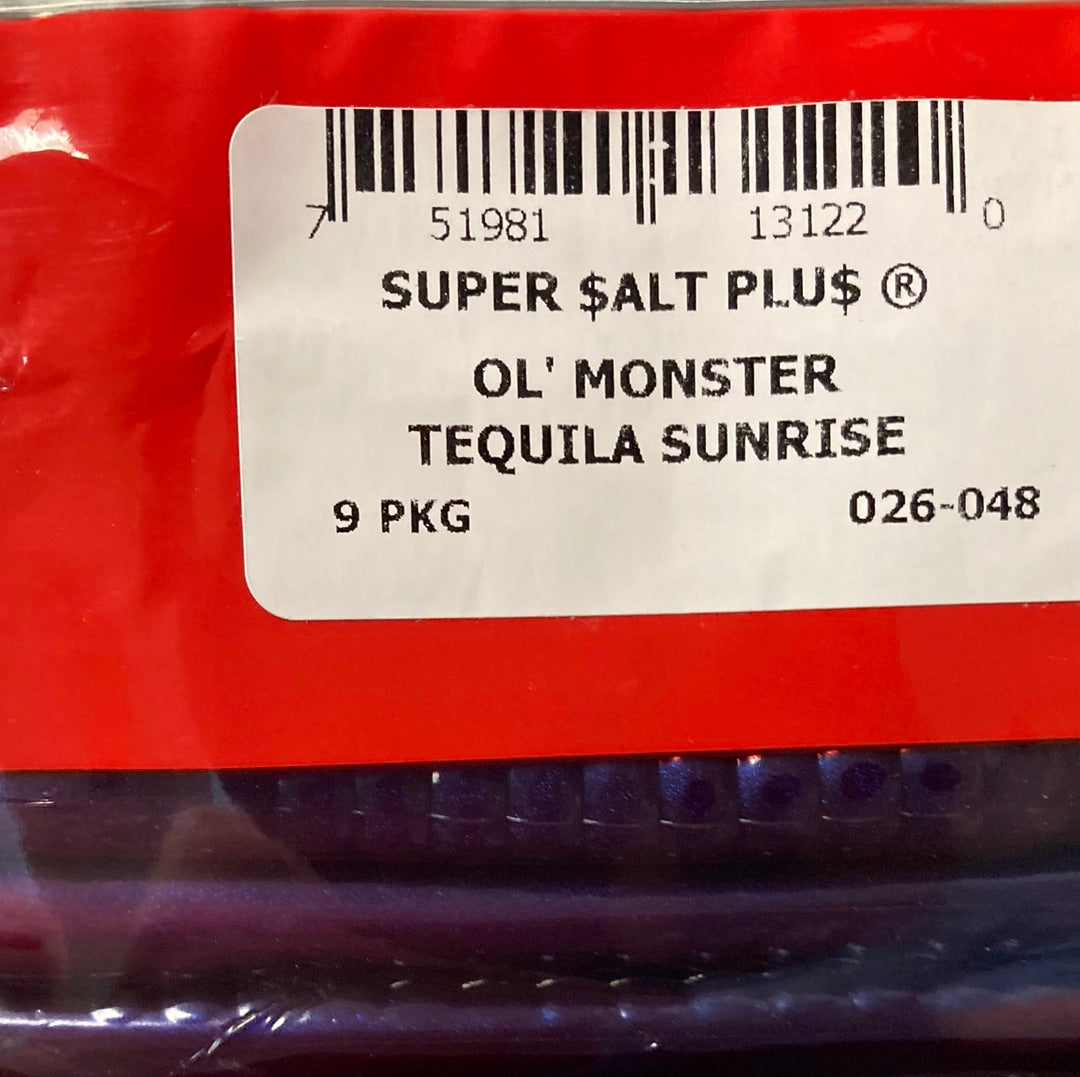 7 51981 13122 0
SUPER $ALT PLU$ ®
OL' MONSTER
TEQUILA SUNRISE
9 PKG 026-048